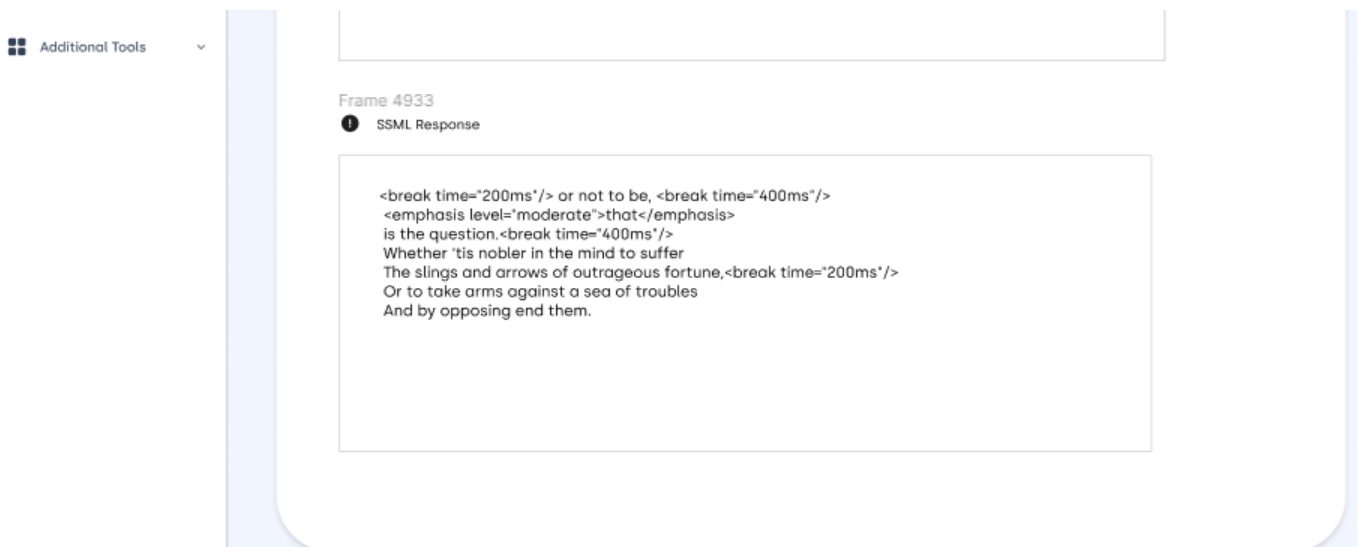 Additional Tools
Frame 4933
SSML Response
<break time="200ms"/> or not to be, <break time="400ms"/>
<emphasis level="moderate">that</emphasis>
is the question.<break time="400ms"/>
Whether 'tis nobler in the mind to suffer
The slings and arrows of outrageous fortune,<break time="200ms"/>
Or to take arms against a sea of troubles
And by opposing end them.